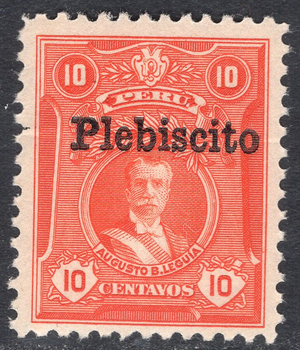 10 10
PERU
Plebiscito
AUGUSTO B. LEGUIA
10 CENTAVOS 10